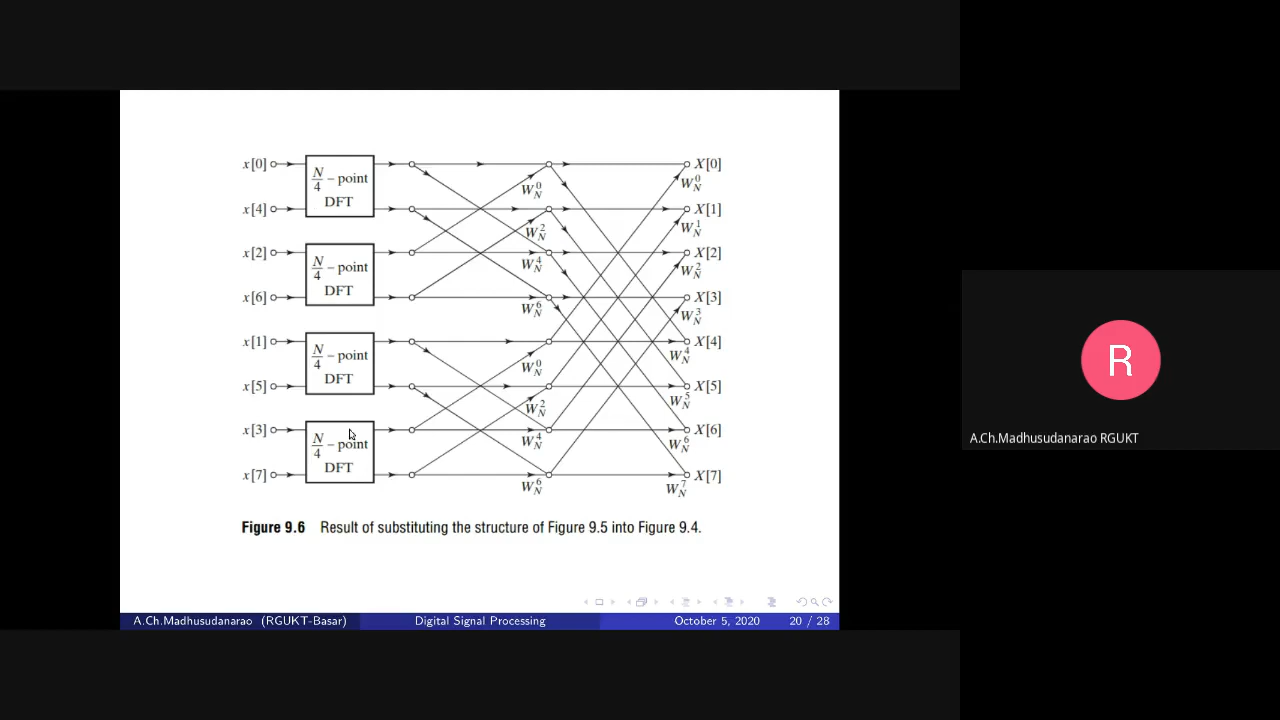 x[0] N/4 – point DFT W_N^0 X[0] W_N^0
x[4] W_N^2 X[1] W_N^1
x[2] N/4 – point DFT W_N^4 X[2] W_N^2
x[6] W_N^6 X[3] W_N^3
x[1] N/4 – point DFT W_N^0 X[4] W_N^4
x[5] W_N^2 X[5] W_N^5
x[3] N/4 – point DFT W_N^4 X[6] W_N^6
x[7] W_N^6 X[7] W_N^7
Figure 9.6 Result of substituting the structure of Figure 9.5 into Figure 9.4.
A.Ch.Madhusudanarao (RGUKT-Basar) Digital Signal Processing October 5, 2020 20 / 28
R
A.Ch.Madhusudanarao RGUKT